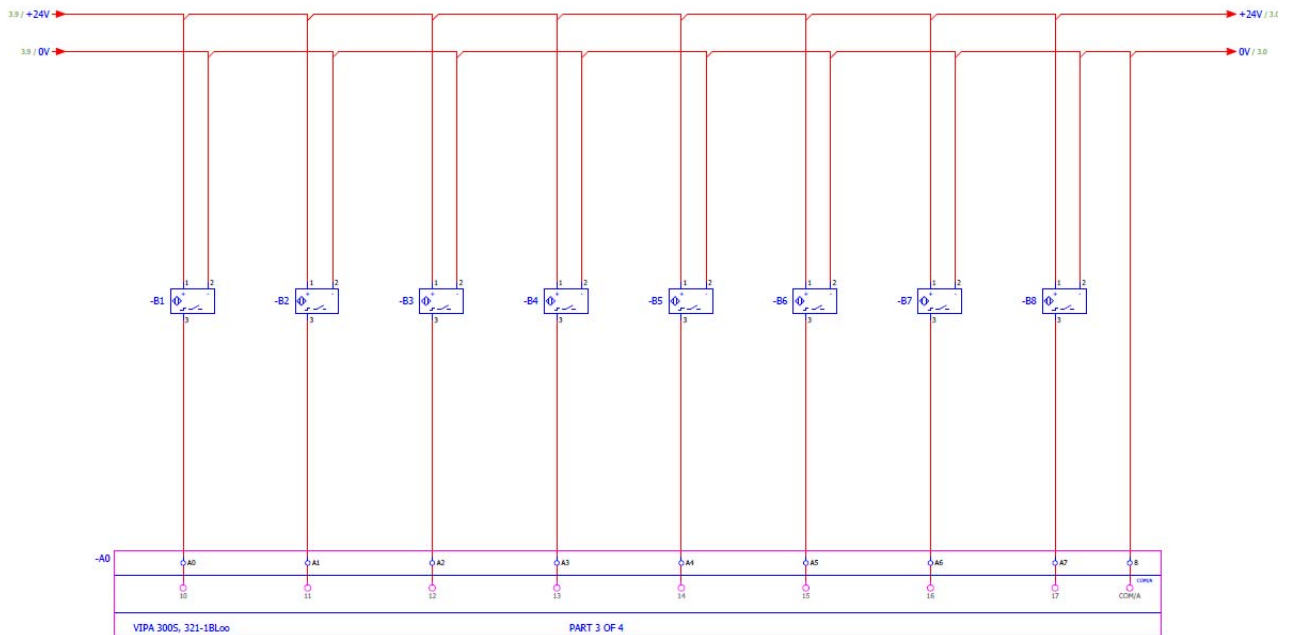 3.9 / +24V +24V / 3.0
3.9 / 0V 0V / 3.0
1 2 1 2 1 2 1 2 1 2 1 2 1 2 1 2
-B1 + - -B2 + - -B3 + - -B4 + - -B5 + - -B6 + - -B7 + - -B8 + -
3 3 3 3 3 3 3 3
-A0
A0 A1 A2 A3 A4 A5 A6 A7 8
COM/A
10 11 12 13 14 15 16 17 COM/A
VIPA 300S, 321-1BLoo PART 3 OF 4